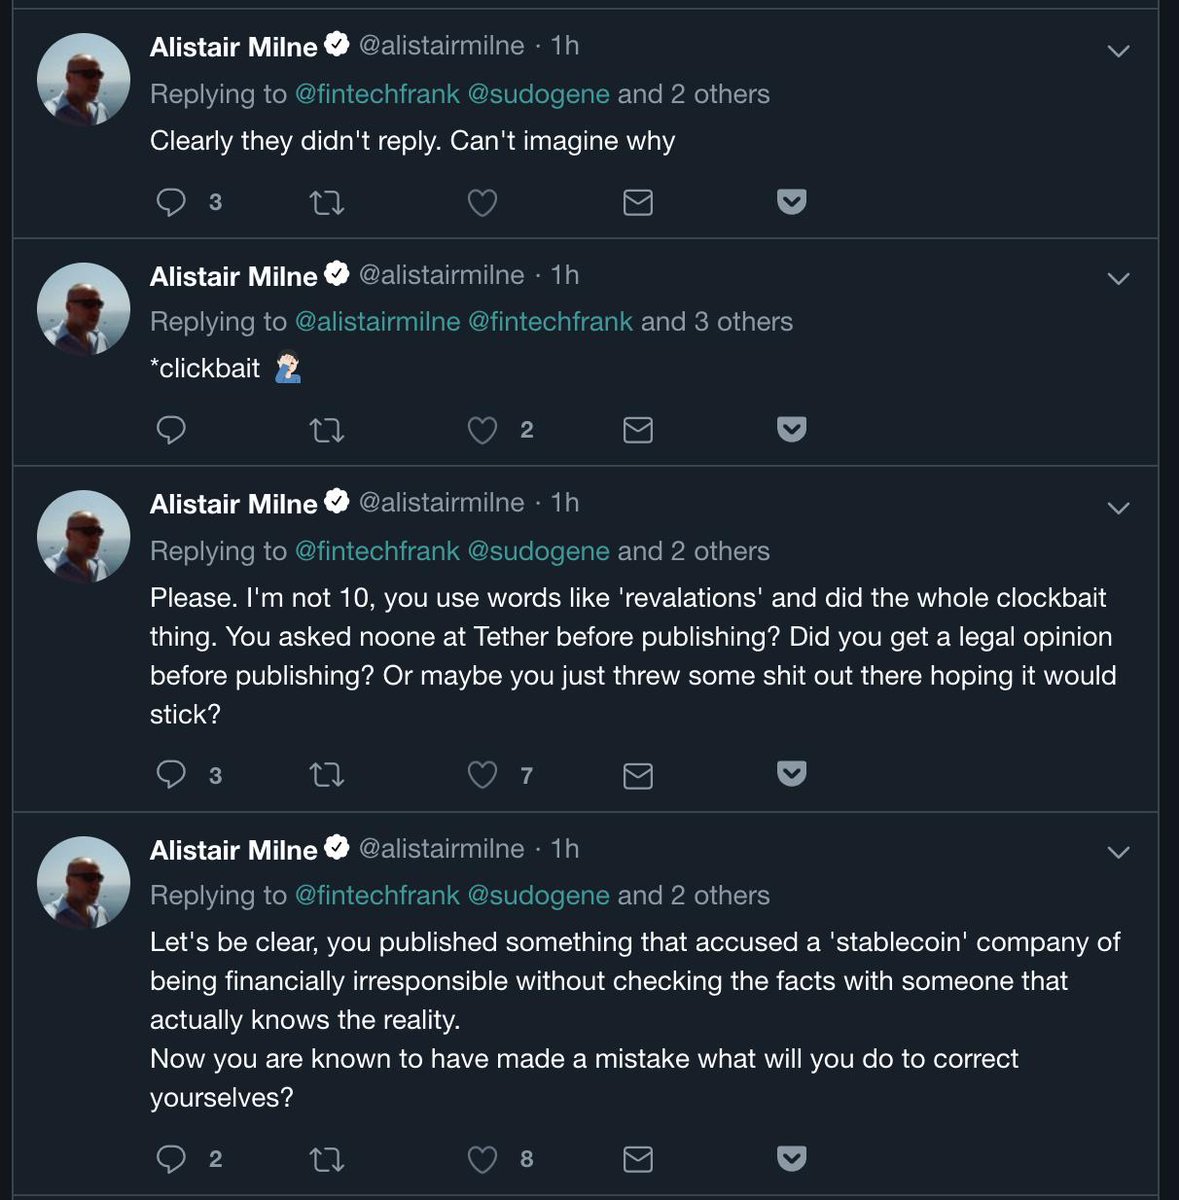 Alistair Milne @alistairmilne · 1h
Replying to @fintechfrank @sudogene and 2 others
Clearly they didn't reply. Can't imagine why
3
Alistair Milne @alistairmilne · 1h
Replying to @alistairmilne @fintechfrank and 3 others
*clickbait 🤦🏻‍♂️
2
Alistair Milne @alistairmilne · 1h
Replying to @fintechfrank @sudogene and 2 others
Please. I'm not 10, you use words like 'revalations' and did the whole clockbait
thing. You asked noone at Tether before publishing? Did you get a legal opinion
before publishing? Or maybe you just threw some shit out there hoping it would
stick?
3 7
Alistair Milne @alistairmilne · 1h
Replying to @fintechfrank @sudogene and 2 others
Let's be clear, you published something that accused a 'stablecoin' company of
being financially irresponsible without checking the facts with someone that
actually knows the reality.
Now you are known to have made a mistake what will you do to correct
yourselves?
2 8